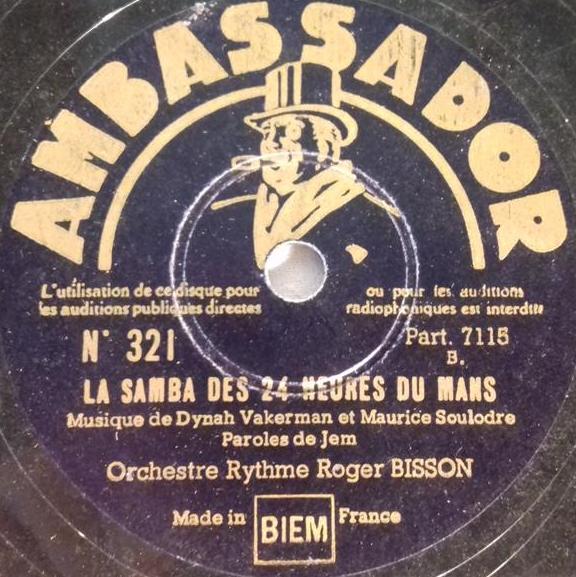 AMBASSADOR
L'utilisation de ce disque pour ou pour les auditions
les auditions publiques directes radiophoniques est interdite
N° 321 Part. 7115
B.
LA SAMBA DES 24 HEURES DU MANS
Musique de Dynah Vakerman et Maurice Soulodre
Paroles de Jem
Orchestre Rythme Roger BISSON
Made in BIEM France